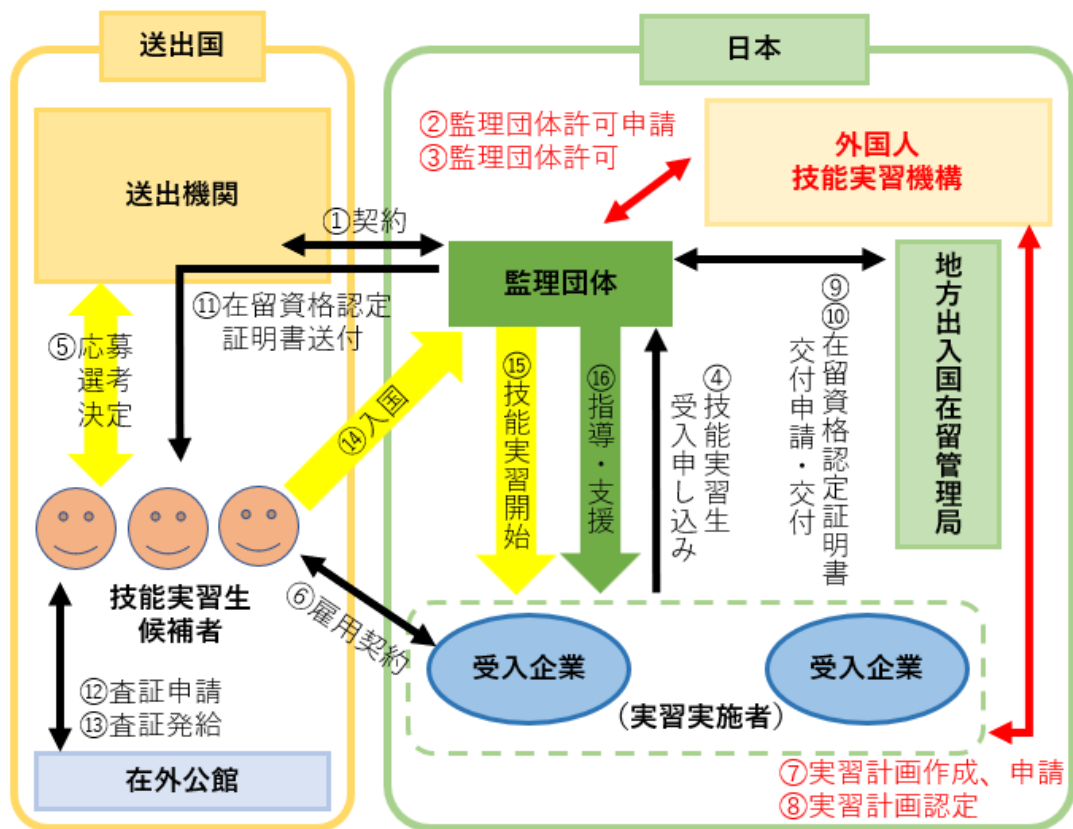 送出国
日本
送出機関
②監理団体許可申請
③監理団体許可
外国人
技能実習機構
①契約
監理団体
⑪在留資格認定
証明書送付
⑤応募
選考
決定
⑭入国
⑮技能実習開始
⑯指導・支援
④技能実習生
受入申し込み
⑨
⑩在留資格認定証明書
交付申請・交付
地方出入国在留管理局
技能実習生
候補者
⑥雇用契約
受入企業
受入企業
(実習実施者)
⑫査証申請
⑬査証発給
在外公館
⑦実習計画作成、申請
⑧実習計画認定